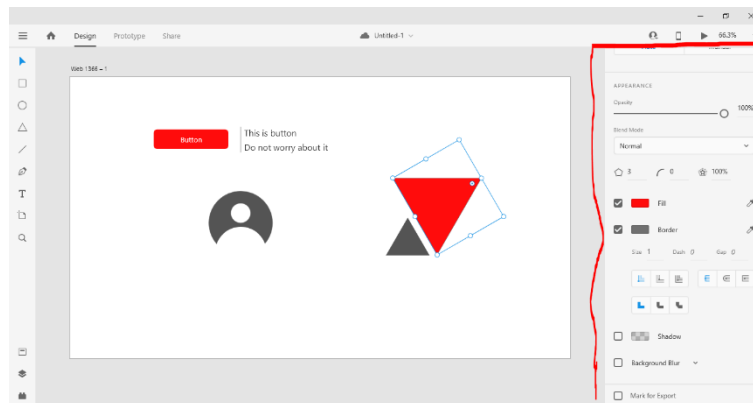 Design Prototype Share
Untitled-1
66.3%
Web 1366 – 1
APPEARANCE
Opacity
100%
Blend Mode
Normal
3 0 100%
Fill
Border
Size 1 Dash 0 Gap 0
Shadow
Background Blur
Mark for Export
Button
This is button
Do not worry about it
T